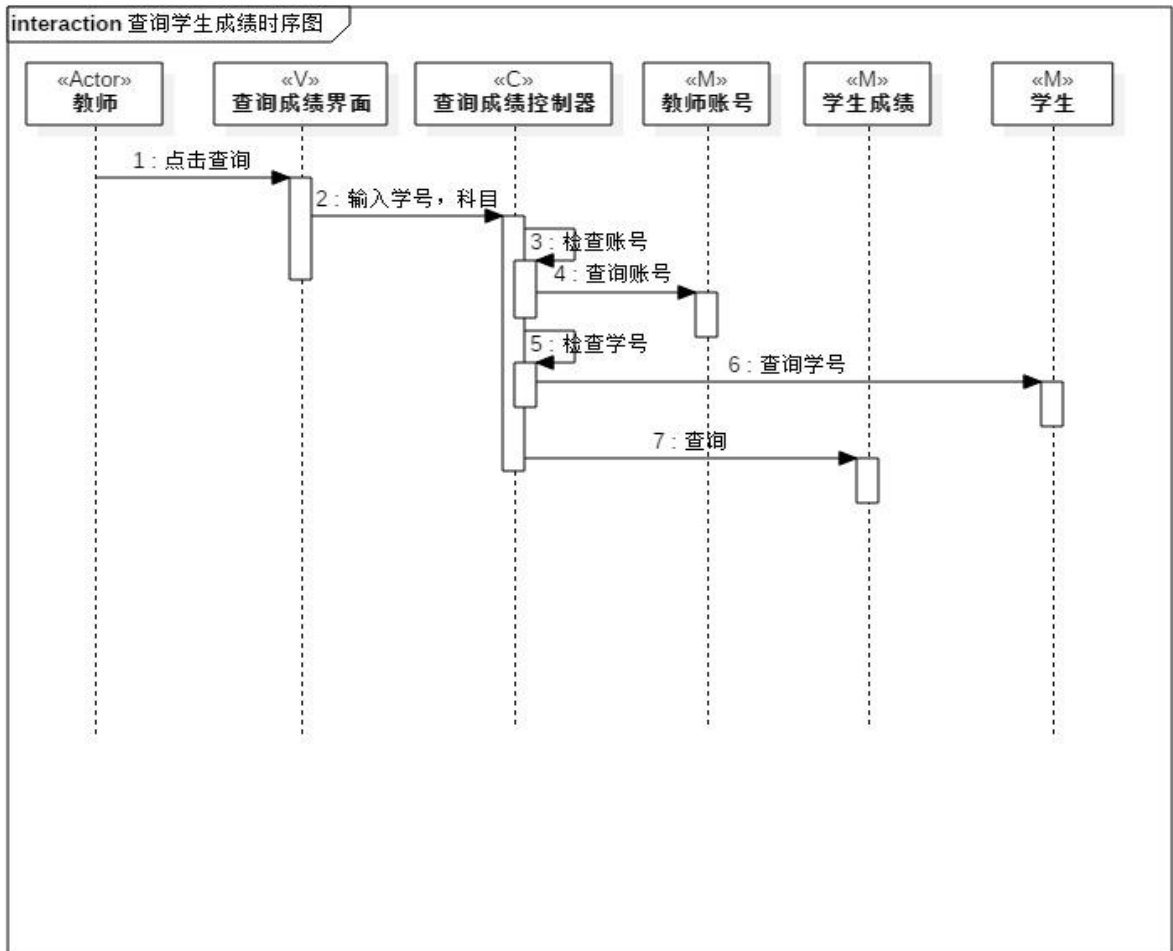 interaction 查询学生成绩时序图
«Actor»
教师
«V»
查询成绩界面
«C»
查询成绩控制器
«M»
教师账号
«M»
学生成绩
«M»
学生
1 : 点击查询
2 : 输入学号，科目
3 : 检查账号
4 : 查询账号
5 : 检查学号
6 : 查询学号
7 : 查询